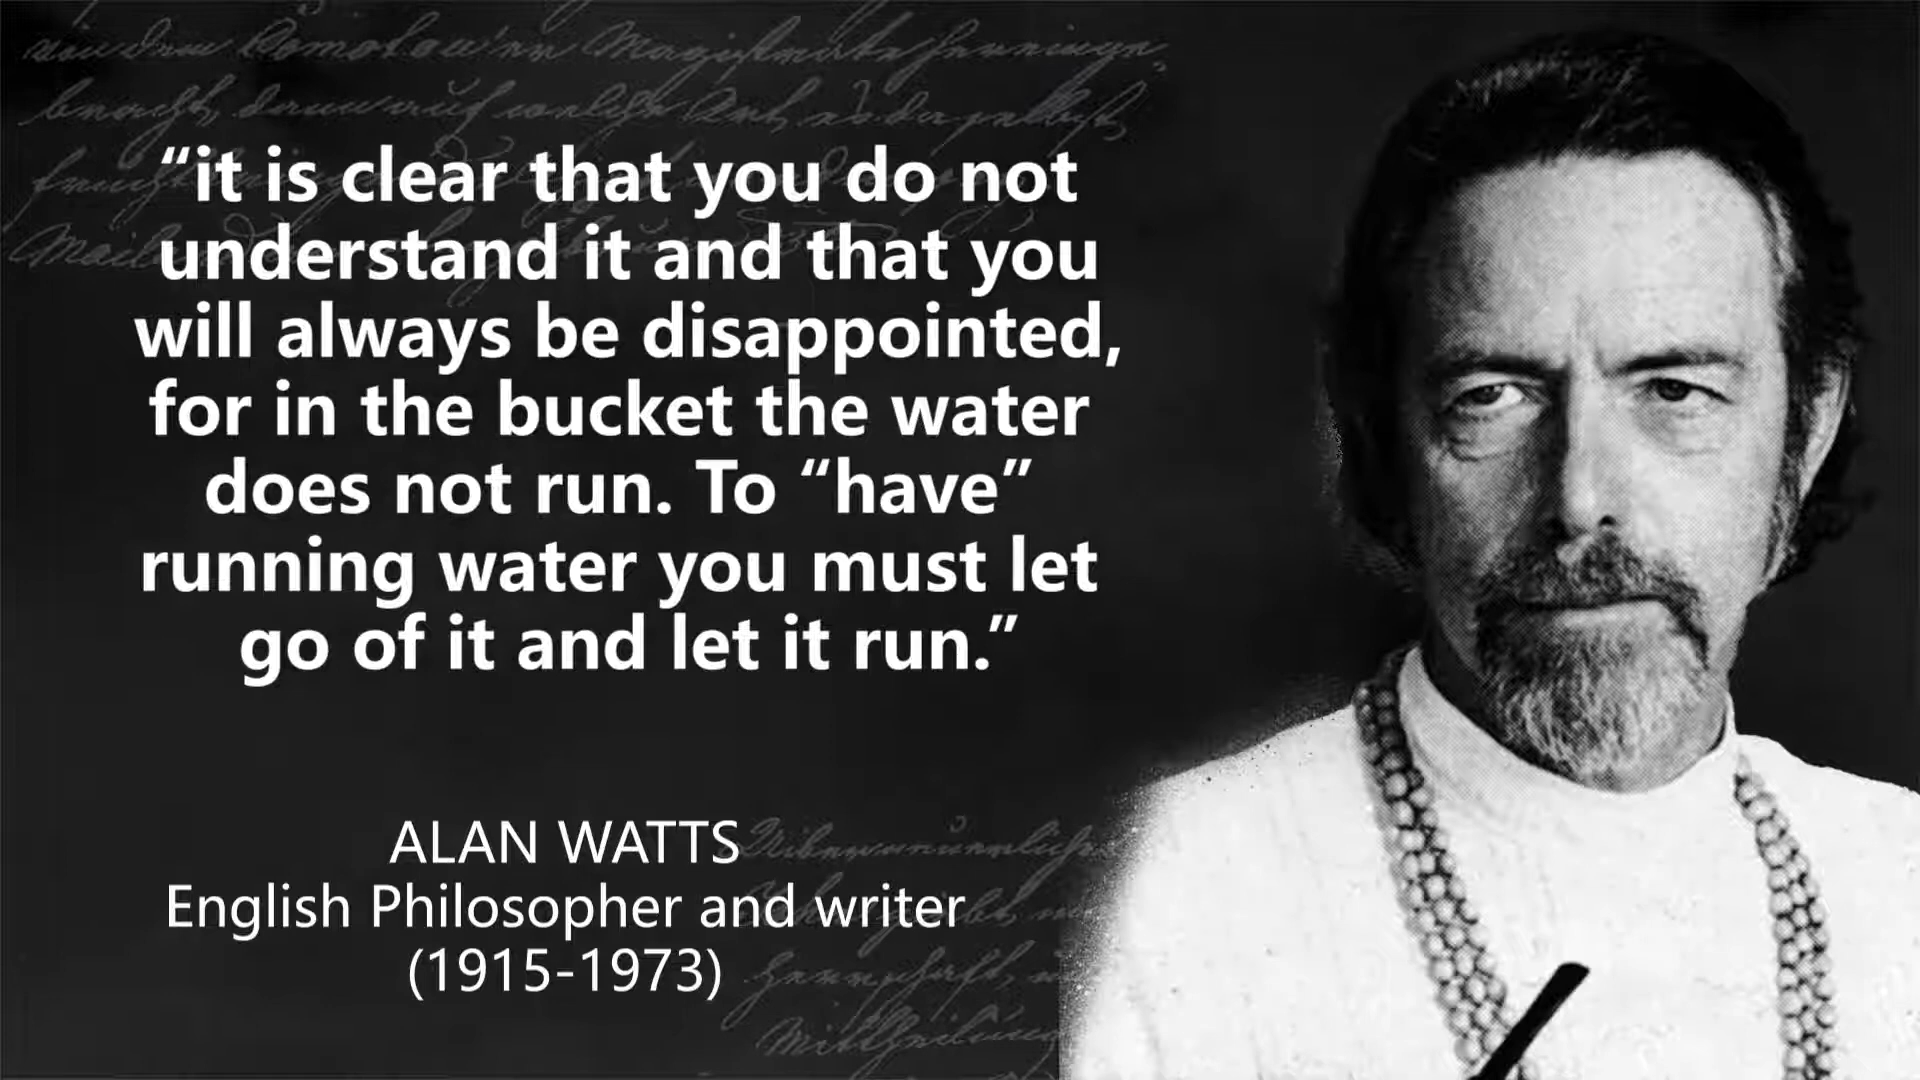 “it is clear that you do not
understand it and that you
will always be disappointed,
for in the bucket the water
does not run. To “have”
running water you must let
go of it and let it run.”
ALAN WATTS
English Philosopher and writer
(1915-1973)